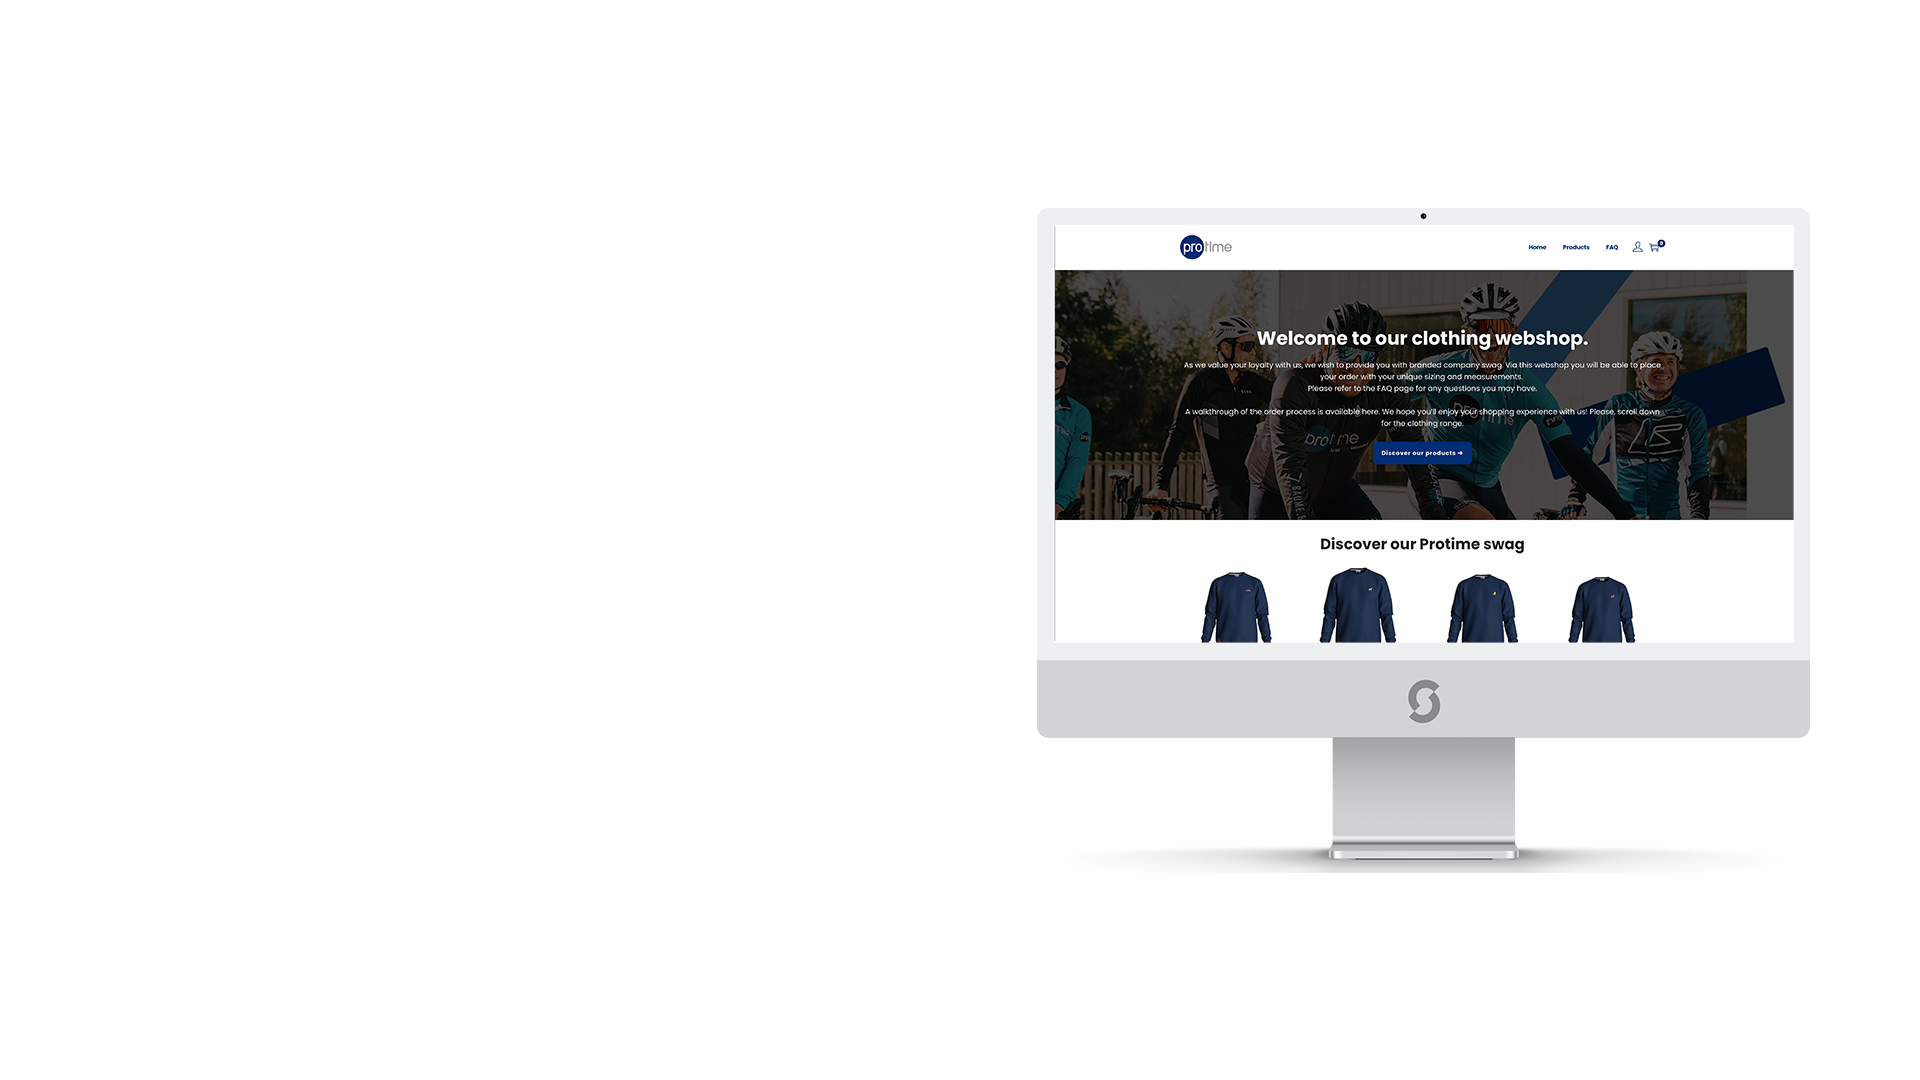 protime
Home Products FAQ 0
Welcome to our clothing webshop.
As we value your loyalty with us, we wish to provide you with branded company swag. Via this webshop you will be able to place
your order with your unique sizing and measurements.
Please refer to the FAQ page for any questions you may have.
A walkthrough of the order process is available here. We hope you'll enjoy your shopping experience with us! Please, scroll down
for the clothing range.
protime
protime
pro
Discover our products →
Discover our Protime swag